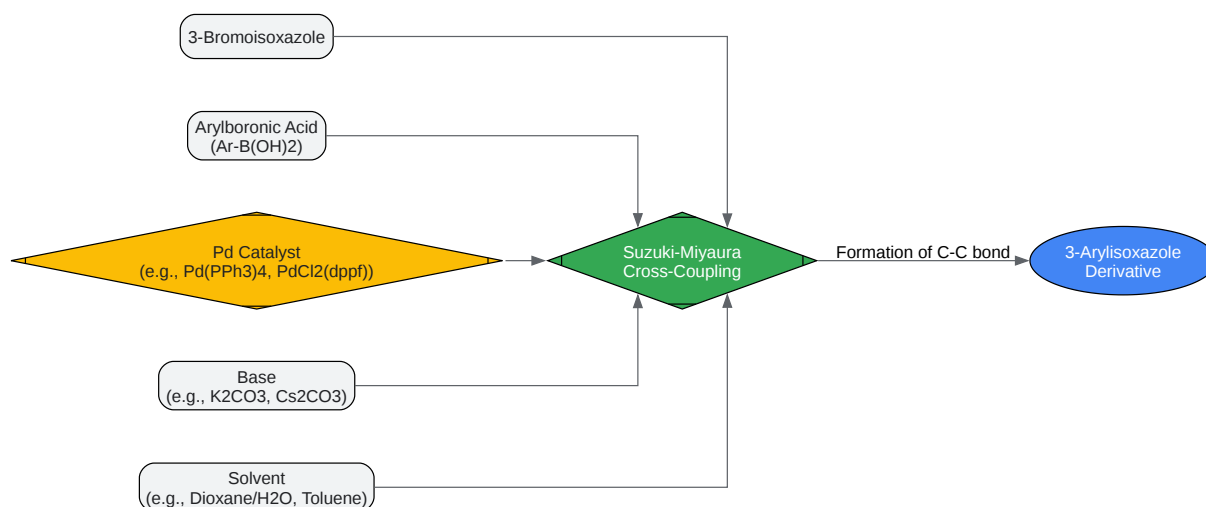 3-Bromoisoxazole
Arylboronic Acid
(Ar-B(OH)2)
Pd Catalyst
(e.g., Pd(PPh3)4, PdCl2(dppf))
Suzuki-Miyaura
Cross-Coupling
Formation of C-C bond
3-Arylisoxazole
Derivative
Base
(e.g., K2CO3, Cs2CO3)
Solvent
(e.g., Dioxane/H2O, Toluene)